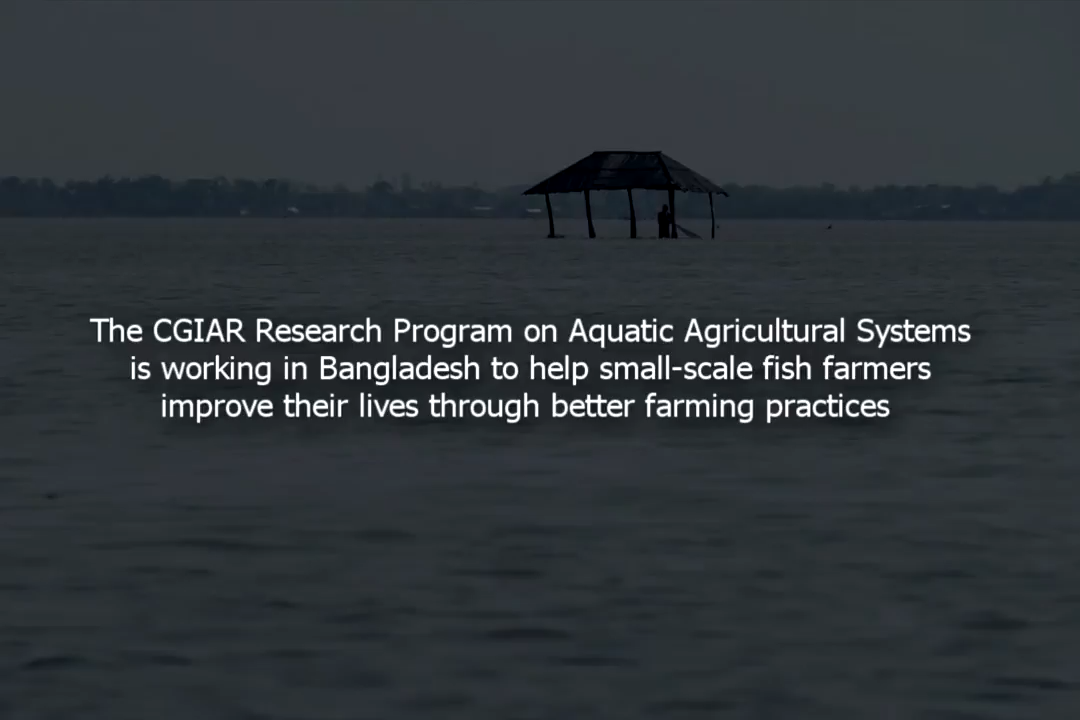 The CGIAR Research Program on Aquatic Agricultural Systems
is working in Bangladesh to help small-scale fish farmers
improve their lives through better farming practices